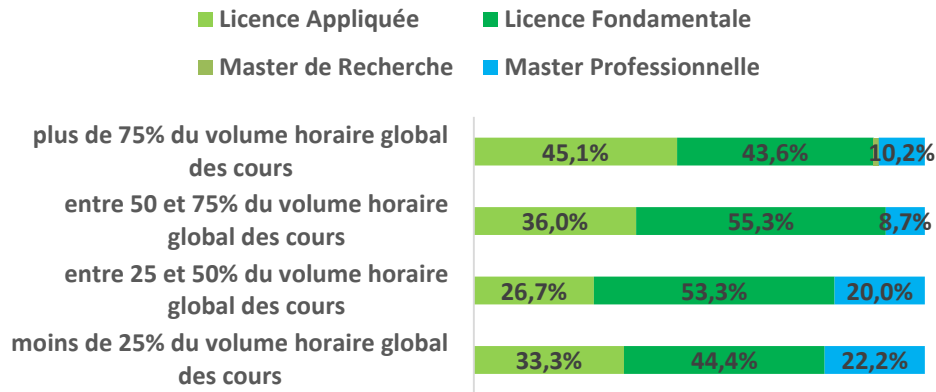 Licence Appliquée Licence Fondamentale
Master de Recherche Master Professionnelle
plus de 75% du volume horaire global
des cours
45,1% 43,6% 10,2%
entre 50 et 75% du volume horaire
global des cours
36,0% 55,3% 8,7%
entre 25 et 50% du volume horaire
global des cours
26,7% 53,3% 20,0%
moins de 25% du volume horaire global
des cours
33,3% 44,4% 22,2%